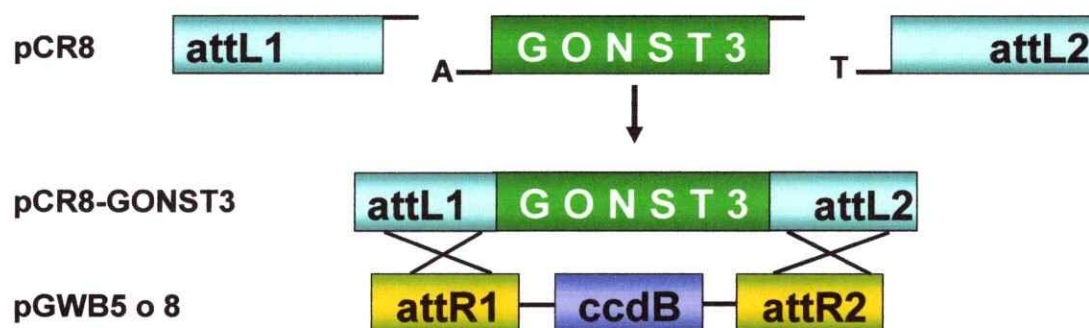 pCR8 attL1 A GONST3 T attL2
pCR8-GONST3 attL1 GONST3 attL2
pGWB5 o 8 attR1 ccdB attR2